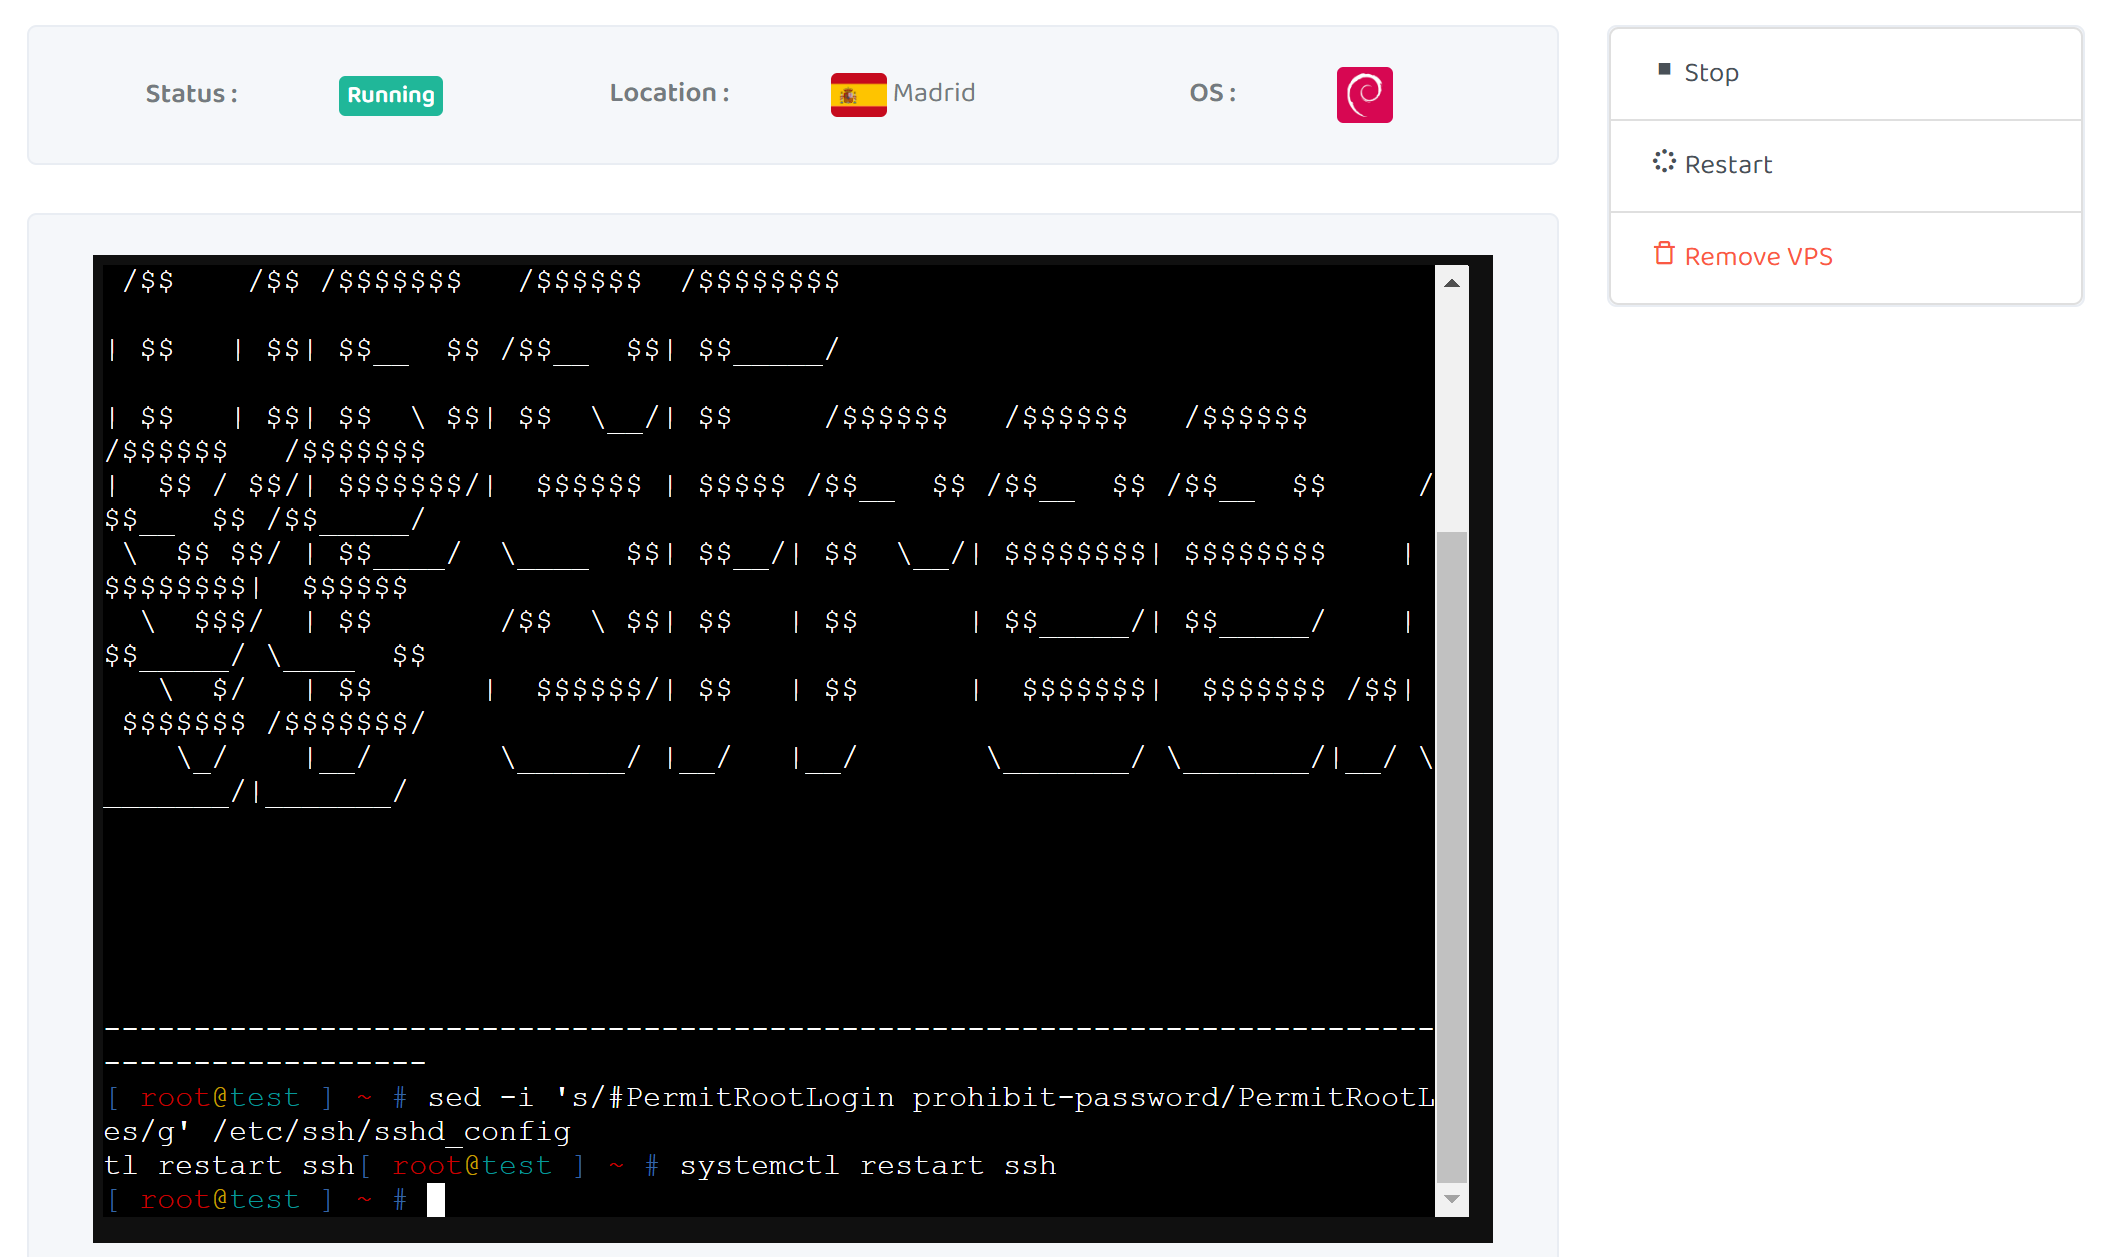 Status :
Running
Location :
Madrid
OS :
Stop
Restart
Remove VPS
 /$$    /$$ /$$$$$$$   /$$$$$$  /$$$$$$$$
| $$   | $$| $$__  $$ /$$__  $$| $$_____/
| $$   | $$| $$  \ $$| $$  \__/| $$     /$$$$$$   /$$$$$$   /$$$$$$
/$$$$$$   /$$$$$$$
|  $$ / $$/| $$$$$$$/|  $$$$$$ | $$$$$ /$$__  $$ /$$__  $$ /$$__  $$     /
$$__  $$ /$$_____/
 \  $$ $$/ | $$____/  \____  $$| $$__/| $$  \__/| $$$$$$$$| $$$$$$$$    |
$$$$$$$$|  $$$$$$
  \  $$$/  | $$       /$$  \ $$| $$   | $$      | $$_____/| $$_____/    |
$$_____/ \____  $$
   \  $/   | $$      |  $$$$$$/| $$   | $$      |  $$$$$$$|  $$$$$$$ /$$|
 $$$$$$$ /$$$$$$$/
    \_/    |__/       \______/ |__/   |__/       \_______/ \_______/|__/ \
_______/|_______/
--------------------------------------------------------------------------
------------------
[ root@test ] ~ # sed -i 's/#PermitRootLogin prohibit-password/PermitRootL
es/g' /etc/ssh/sshd_config
tl restart ssh[ root@test ] ~ # systemctl restart ssh
[ root@test ] ~ #